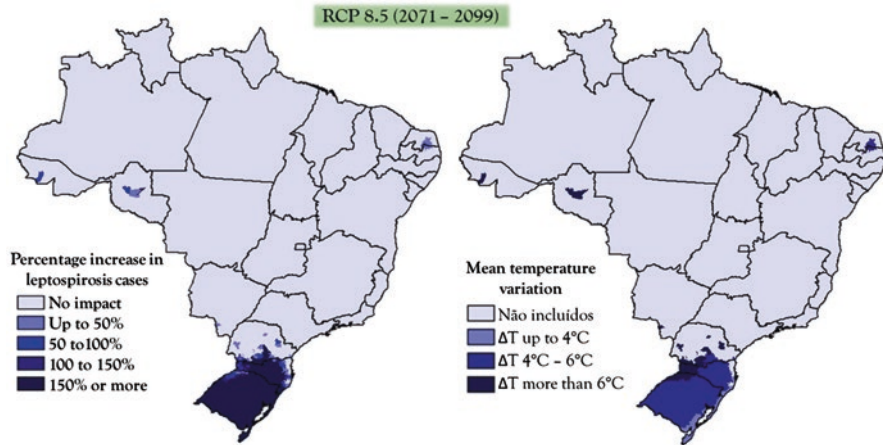 RCP 8.5 (2071 – 2099)
Percentage increase in
leptospirosis cases
No impact
Up to 50%
50 to100%
100 to 150%
150% or more
Mean temperature
variation
Não incluídos
ΔT up to 4°C
ΔT 4°C – 6°C
ΔT more than 6°C